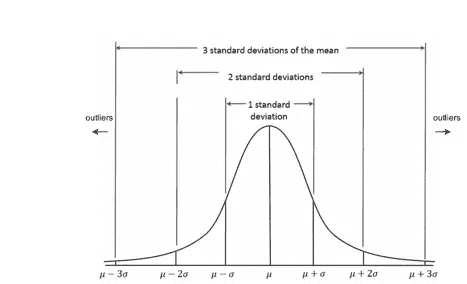 3 standard deviations of the mean
2 standard deviations
1 standard
deviation
outliers
outliers
μ − 3σ
μ − 2σ
μ − σ
μ
μ + σ
μ + 2σ
μ + 3σ